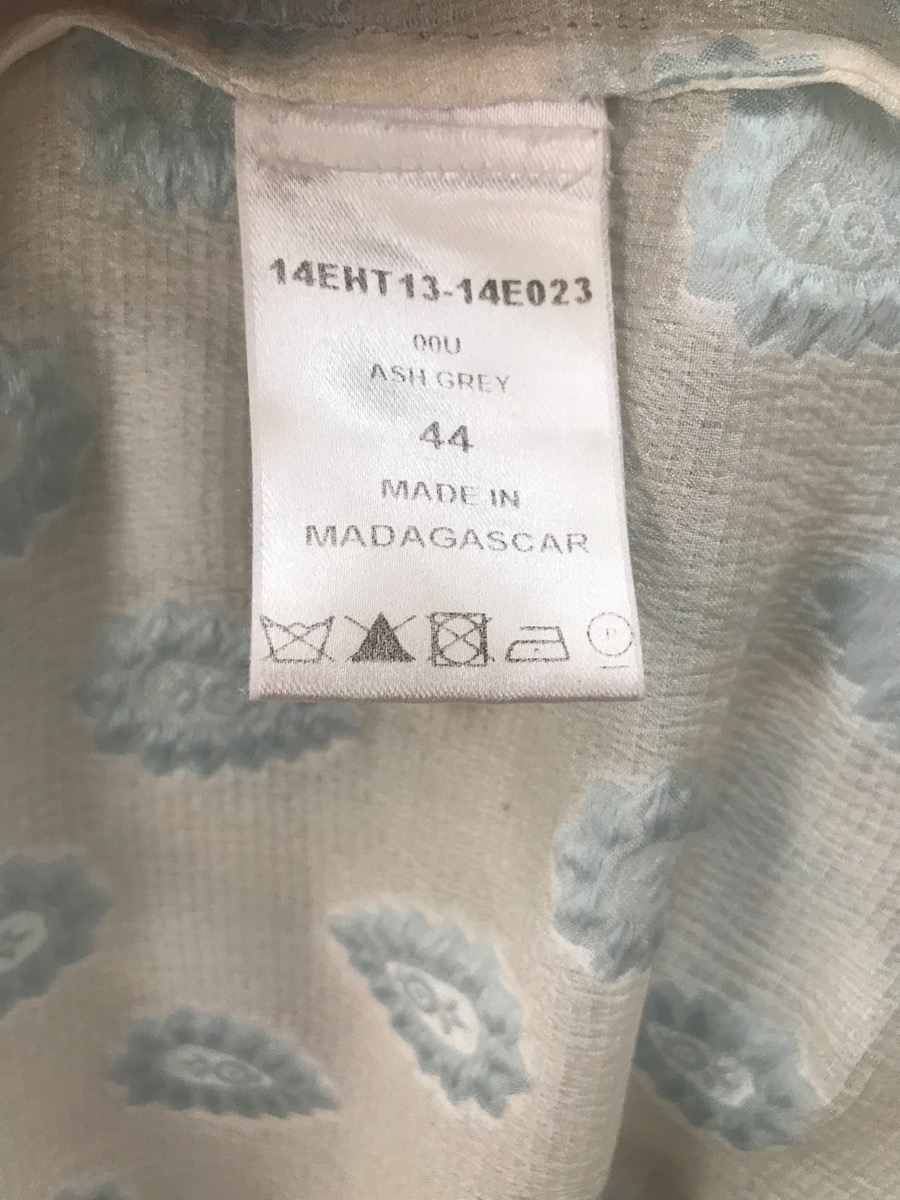 14EHT13-14E023
00U
ASH GREY
44
MADE IN
MADAGASCAR
P